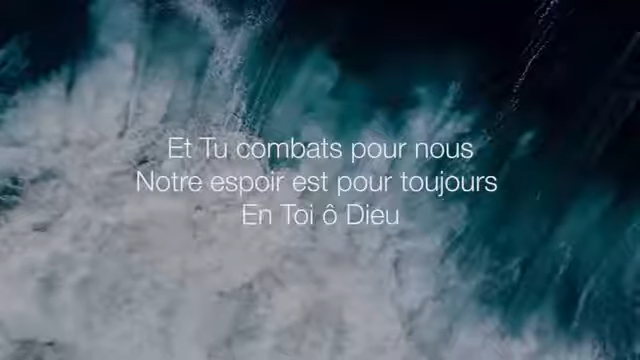 Et Tu combats pour nous
Notre espoir est pour toujours
En Toi ô Dieu